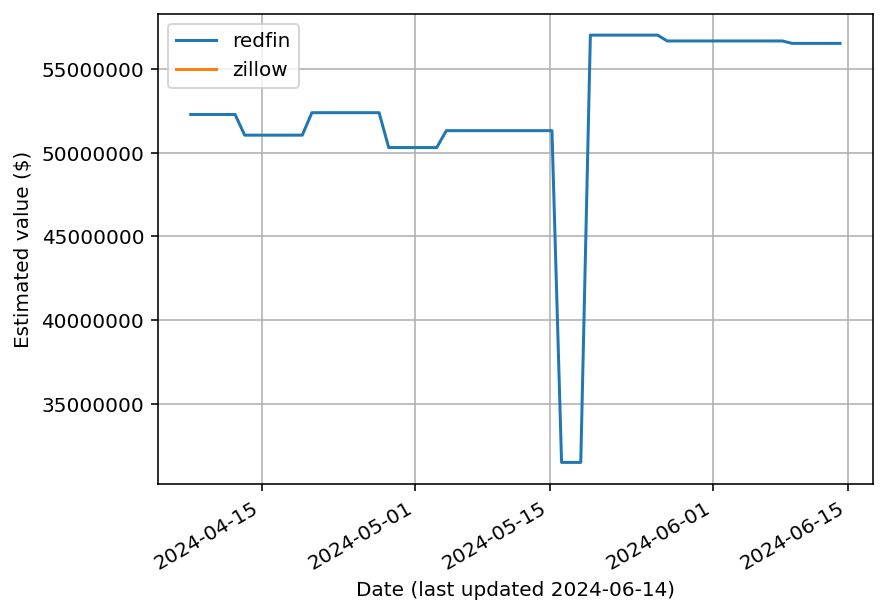 redfin
zillow
55000000
50000000
45000000
40000000
35000000
Estimated value ($)
2024-04-15
2024-05-01
2024-05-15
2024-06-01
2024-06-15
Date (last updated 2024-06-14)